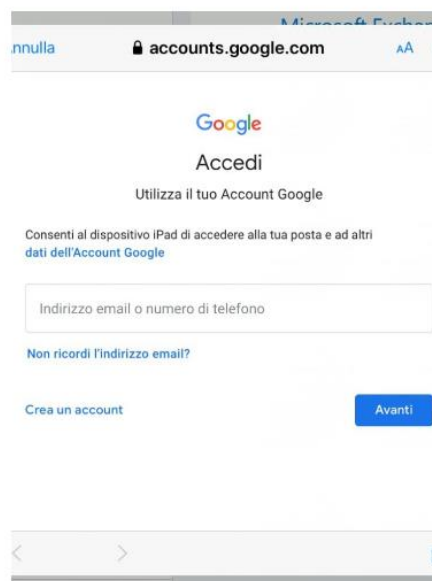 Microsoft Exchan
nnulla
accounts.google.com
AA
Google
Accedi
Utilizza il tuo Account Google
Consenti al dispositivo iPad di accedere alla tua posta e ad altri
dati dell'Account Google
Indirizzo email o numero di telefono
Non ricordi l'indirizzo email?
Crea un account
Avanti